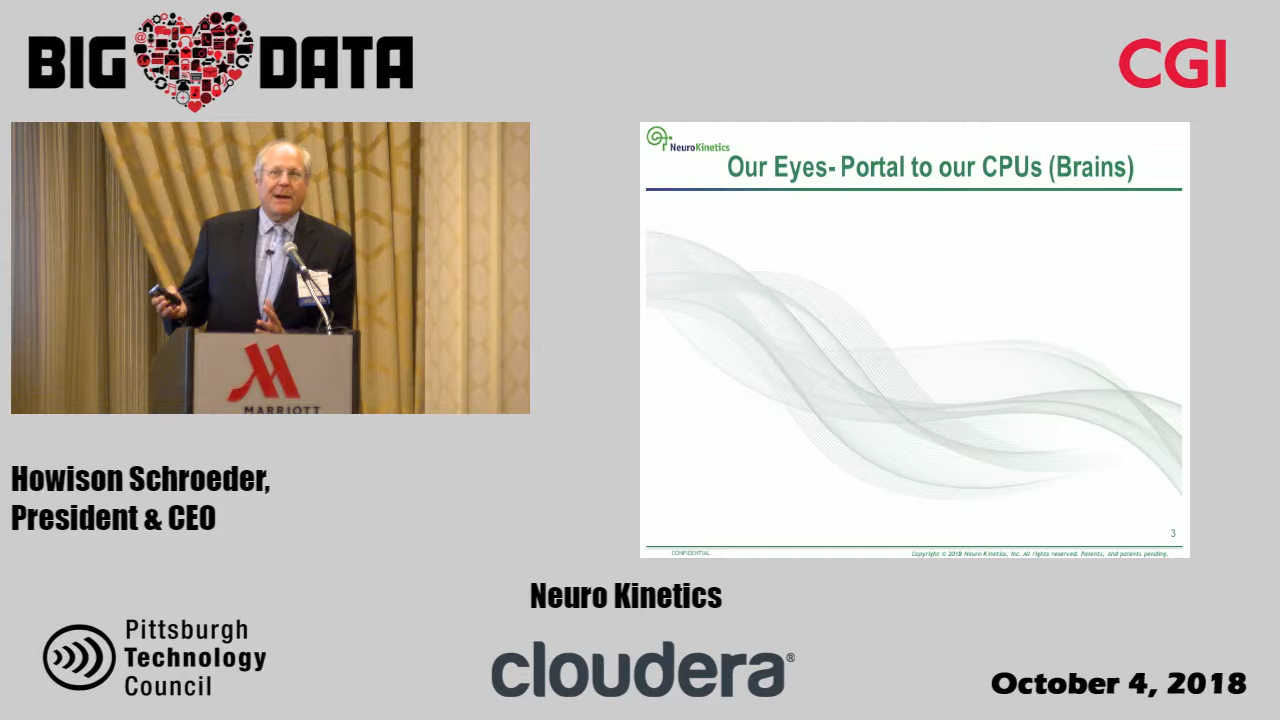 BIG DATA
CGI
NeuroKinetics
Our Eyes- Portal to our CPUs (Brains)
MARRIOTT
3
CONFIDENTIAL
Copyright © 2018 Neuro Kinetics, Inc. All rights reserved. Patents, and patents pending.
Howison Schroeder,
President & CEO
Neuro Kinetics
Pittsburgh
Technology
Council
cloudera®
October 4, 2018